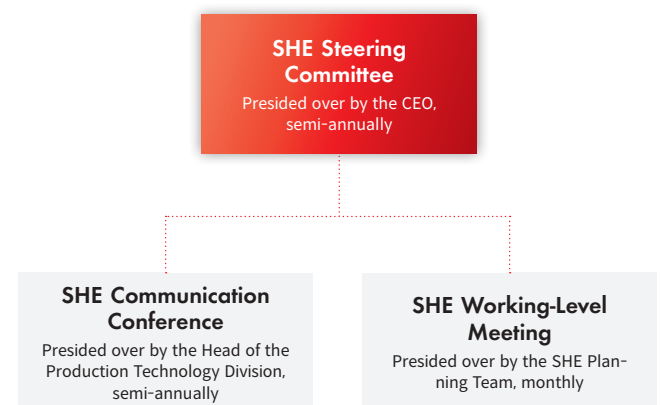 SHE Steering
Committee
Presided over by the CEO,
semi-annually
SHE Communication
Conference
Presided over by the Head of the
Production Technology Division,
semi-annually
SHE Working-Level
Meeting
Presided over by the SHE Plan-
ning Team, monthly